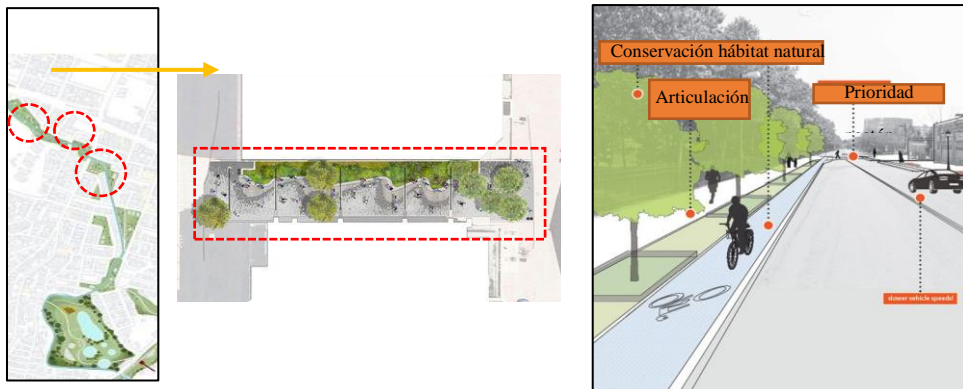 Conservación hábitat natural
Articulación
Prioridad
slower vehicle speeds!